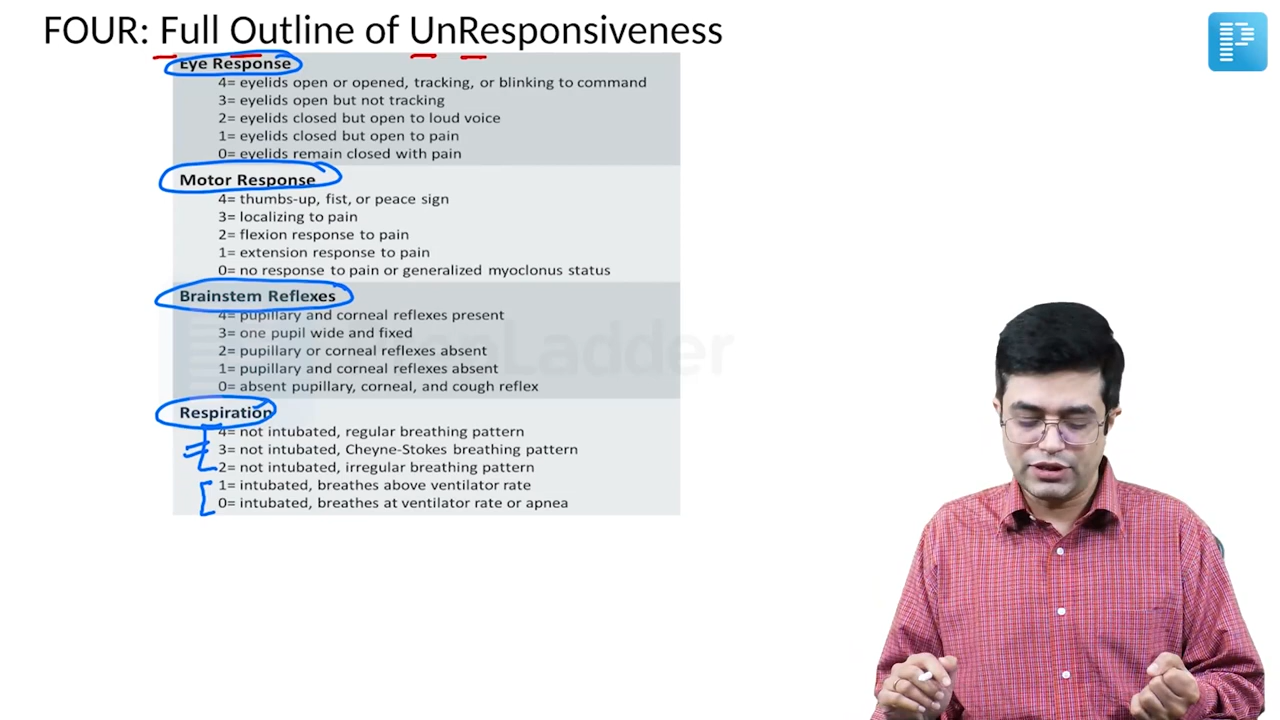 FOUR: Full Outline of UnResponsiveness
Eye Response
4= eyelids open or opened, tracking, or blinking to command
3= eyelids open but not tracking
2= eyelids closed but open to loud voice
1= eyelids closed but open to pain
0= eyelids remain closed with pain
Motor Response
4= thumbs-up, fist, or peace sign
3= localizing to pain
2= flexion response to pain
1= extension response to pain
0= no response to pain or generalized myoclonus status
Brainstem Reflexes
4= pupillary and corneal reflexes present
3= one pupil wide and fixed
2= pupillary or corneal reflexes absent
1= pupillary and corneal reflexes absent
0= absent pupillary, corneal, and cough reflex
Respiration
4= not intubated, regular breathing pattern
3= not intubated, Cheyne-Stokes breathing pattern
2= not intubated, irregular breathing pattern
1= intubated, breathes above ventilator rate
0= intubated, breathes at ventilator rate or apnea